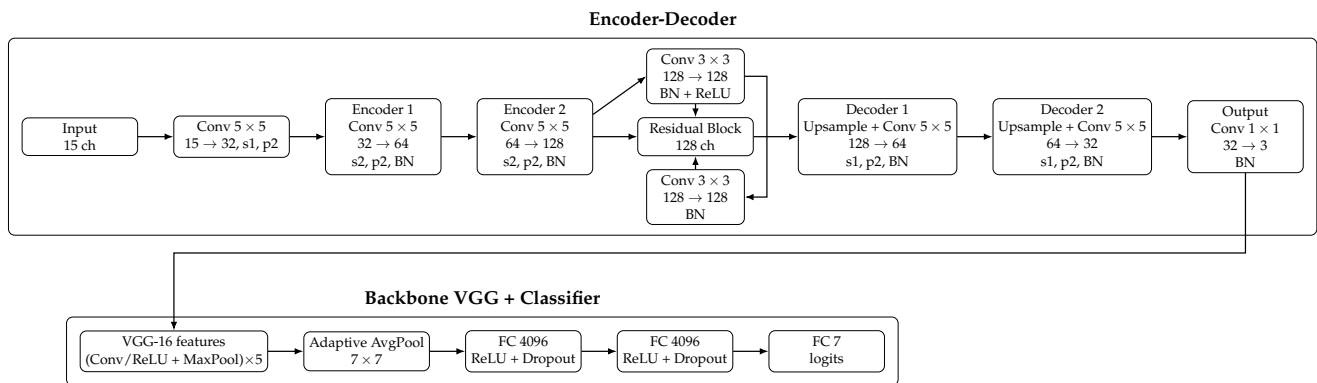 Encoder-Decoder
Input
15 ch
Conv 5 × 5
15 → 32, s1, p2
Encoder 1
Conv 5 × 5
32 → 64
s2, p2, BN
Encoder 2
Conv 5 × 5
64 → 128
s2, p2, BN
Conv 3 × 3
128 → 128
BN + ReLU
Residual Block
128 ch
Conv 3 × 3
128 → 128
BN
Decoder 1
Upsample + Conv 5 × 5
128 → 64
s1, p2, BN
Decoder 2
Upsample + Conv 5 × 5
64 → 32
s1, p2, BN
Output
Conv 1 × 1
32 → 3
BN
Backbone VGG + Classifier
VGG-16 features
(Conv/ReLU + MaxPool)×5
Adaptive AvgPool
7 × 7
FC 4096
ReLU + Dropout
FC 4096
ReLU + Dropout
FC 7
logits